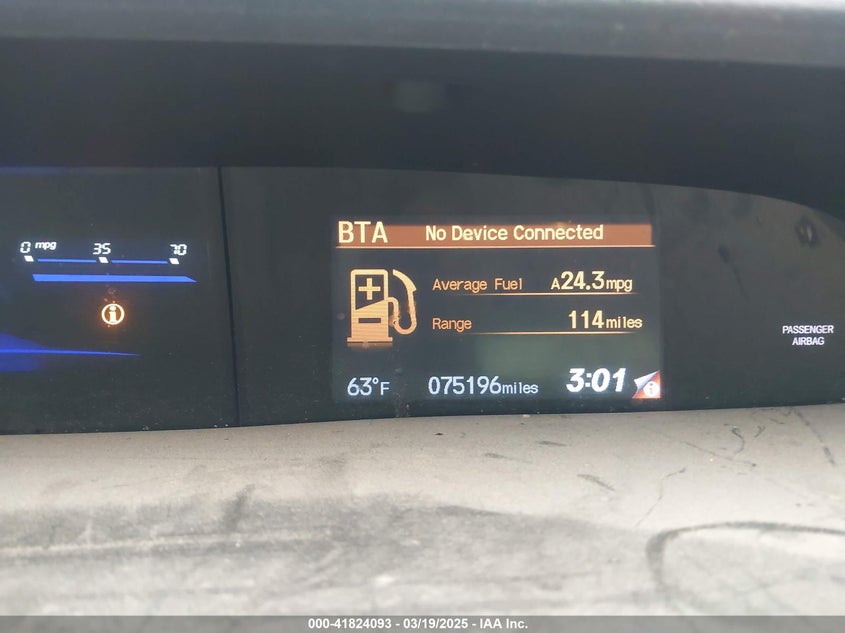 0 mpg 35 70
BTA No Device Connected
Average Fuel A24.3mpg
Range 114miles
63°F 075196miles 3:01
PASSENGER
AIRBAG
000-41824093 - 03/19/2025 - IAA Inc.